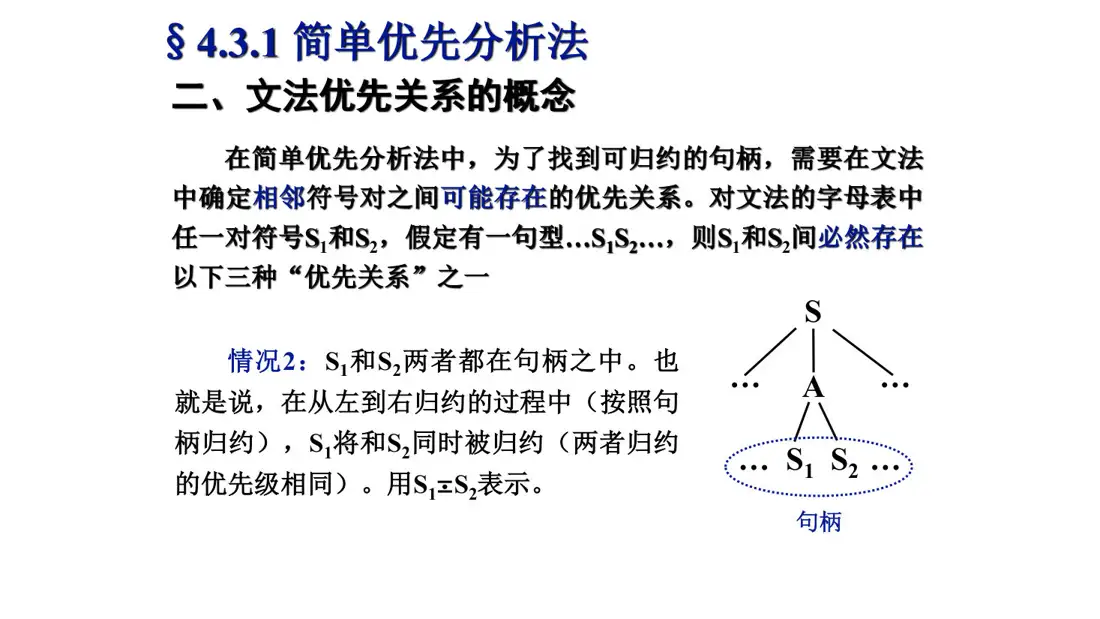 §4.3.1 简单优先分析法
二、文法优先关系的概念
在简单优先分析法中，为了找到可归约的句柄，需要在文法
中确定相邻符号对之间可能存在的优先关系。对文法的字母表中
任一对符号S₁和S₂，假定有一句型…S₁S₂…，则S₁和S₂间必然存在
以下三种“优先关系”之一
情况2：S₁和S₂两者都在句柄之中。也
就是说，在从左到右归约的过程中（按照句
柄归约），S₁将和S₂同时被归约（两者归约
的优先级相同）。用S₁≖S₂表示。
S
… A …
… S₁ S₂ …
句柄